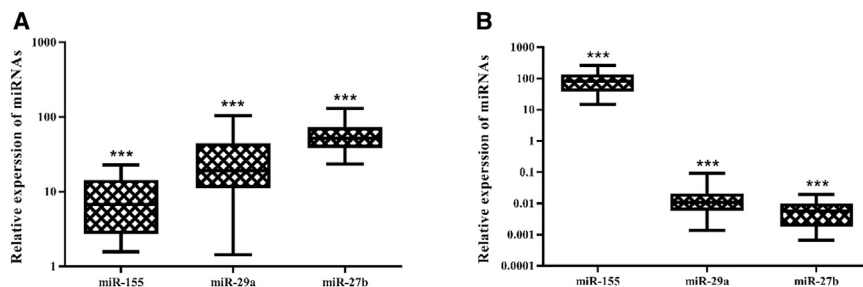 A
Relative experssion of miRNAs
1000
100
10
1
***
***
***
miR-155
miR-29a
miR-27b
B
Relative experssion of miRNAs
1000
100
10
1
0.1
0.01
0.001
0.0001
***
***
***
miR-155
miR-29a
miR-27b